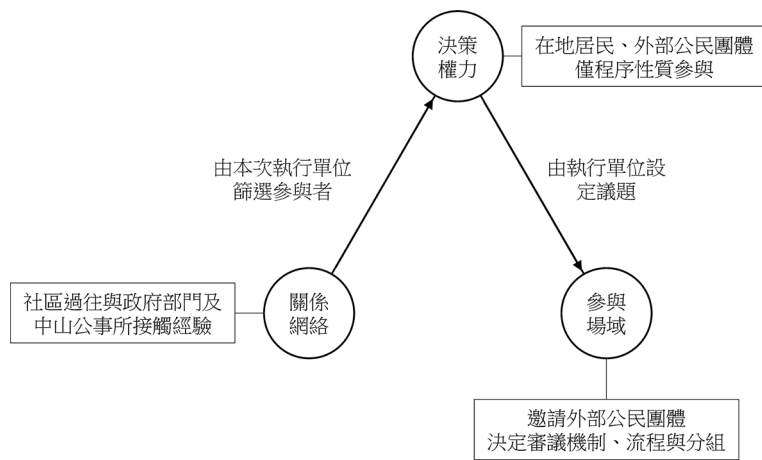 決策
權力
在地居民、外部公民團體
僅程序性質參與
由本次執行單位
篩選參與者
由執行單位設
定議題
社區過往與政府部門及
中山公事所接觸經驗
關係
網絡
參與
場域
邀請外部公民團體
決定審議機制、流程與分組